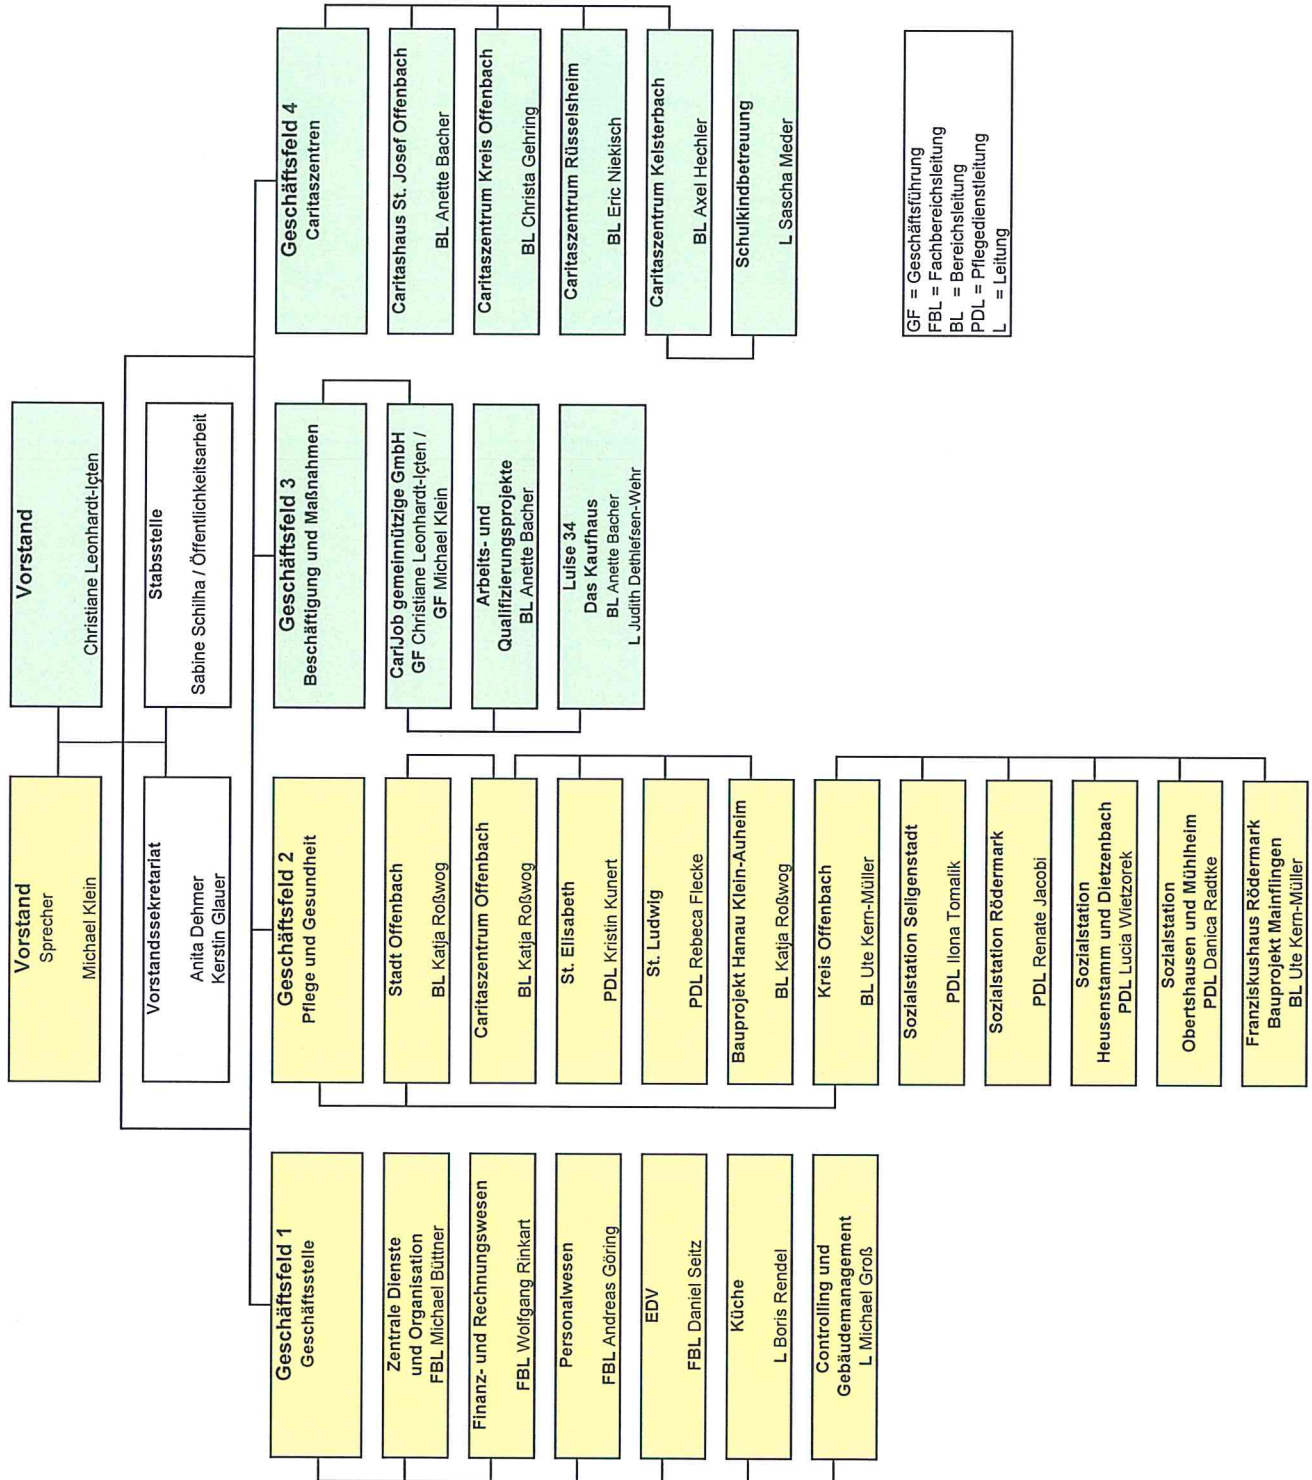 Vorstand
Sprecher
Michael Klein
Vorstand
Christiane Leonhardt-Içten
Vorstandssekretariat
Anita Dehmer
Kerstin Glauer
Stabsstelle
Sabine Schilha / Öffentlichkeitsarbeit
Geschäftsfeld 1
Geschäftsstelle
Zentrale Dienste
und Organisation
FBL Michael Büttner
Finanz- und Rechnungswesen
FBL Wolfgang Rinkart
Personalwesen
FBL Andreas Göring
EDV
FBL Daniel Seitz
Küche
L Boris Rendel
Controlling und
Gebäudemanagement
L Michael Groß
Geschäftsfeld 2
Pflege und Gesundheit
Stadt Offenbach
BL Katja Roßwog
Caritaszentrum Offenbach
BL Katja Roßwog
St. Elisabeth
PDL Kristin Kunert
St. Ludwig
PDL Rebeca Flecke
Bauprojekt Hanau Klein-Auheim
BL Katja Roßwog
Kreis Offenbach
BL Ute Kern-Müller
Sozialstation Seligenstadt
PDL Ilona Tomalik
Sozialstation Rödermark
PDL Renate Jacobi
Sozialstation
Heusenstamm und Dietzenbach
PDL Lucia Wietzorek
Sozialstation
Obertshausen und Mühlheim
PDL Danica Radtke
Franziskushaus Rödermark
Bauprojekt Mainflingen
BL Ute Kern-Müller
Geschäftsfeld 3
Beschäftigung und Maßnahmen
CariJob gemeinnützige GmbH
GF Christiane Leonhardt-Içten /
GF Michael Klein
Arbeits- und
Qualifizierungsprojekte
BL Anette Bacher
Luise 34
Das Kaufhaus
BL Anette Bacher
L Judith Dethlefsen-Wehr
Geschäftsfeld 4
Caritaszentren
Caritashaus St. Josef Offenbach
BL Anette Bacher
Caritaszentrum Kreis Offenbach
BL Christa Gehring
Caritaszentrum Rüsselsheim
BL Eric Niekisch
Caritaszentrum Kelsterbach
BL Axel Hechler
Schulkindbetreuung
L Sascha Meder
GF = Geschäftsführung
FBL = Fachbereichsleitung
BL = Bereichsleitung
PDL = Pflegedienstleitung
L = Leitung